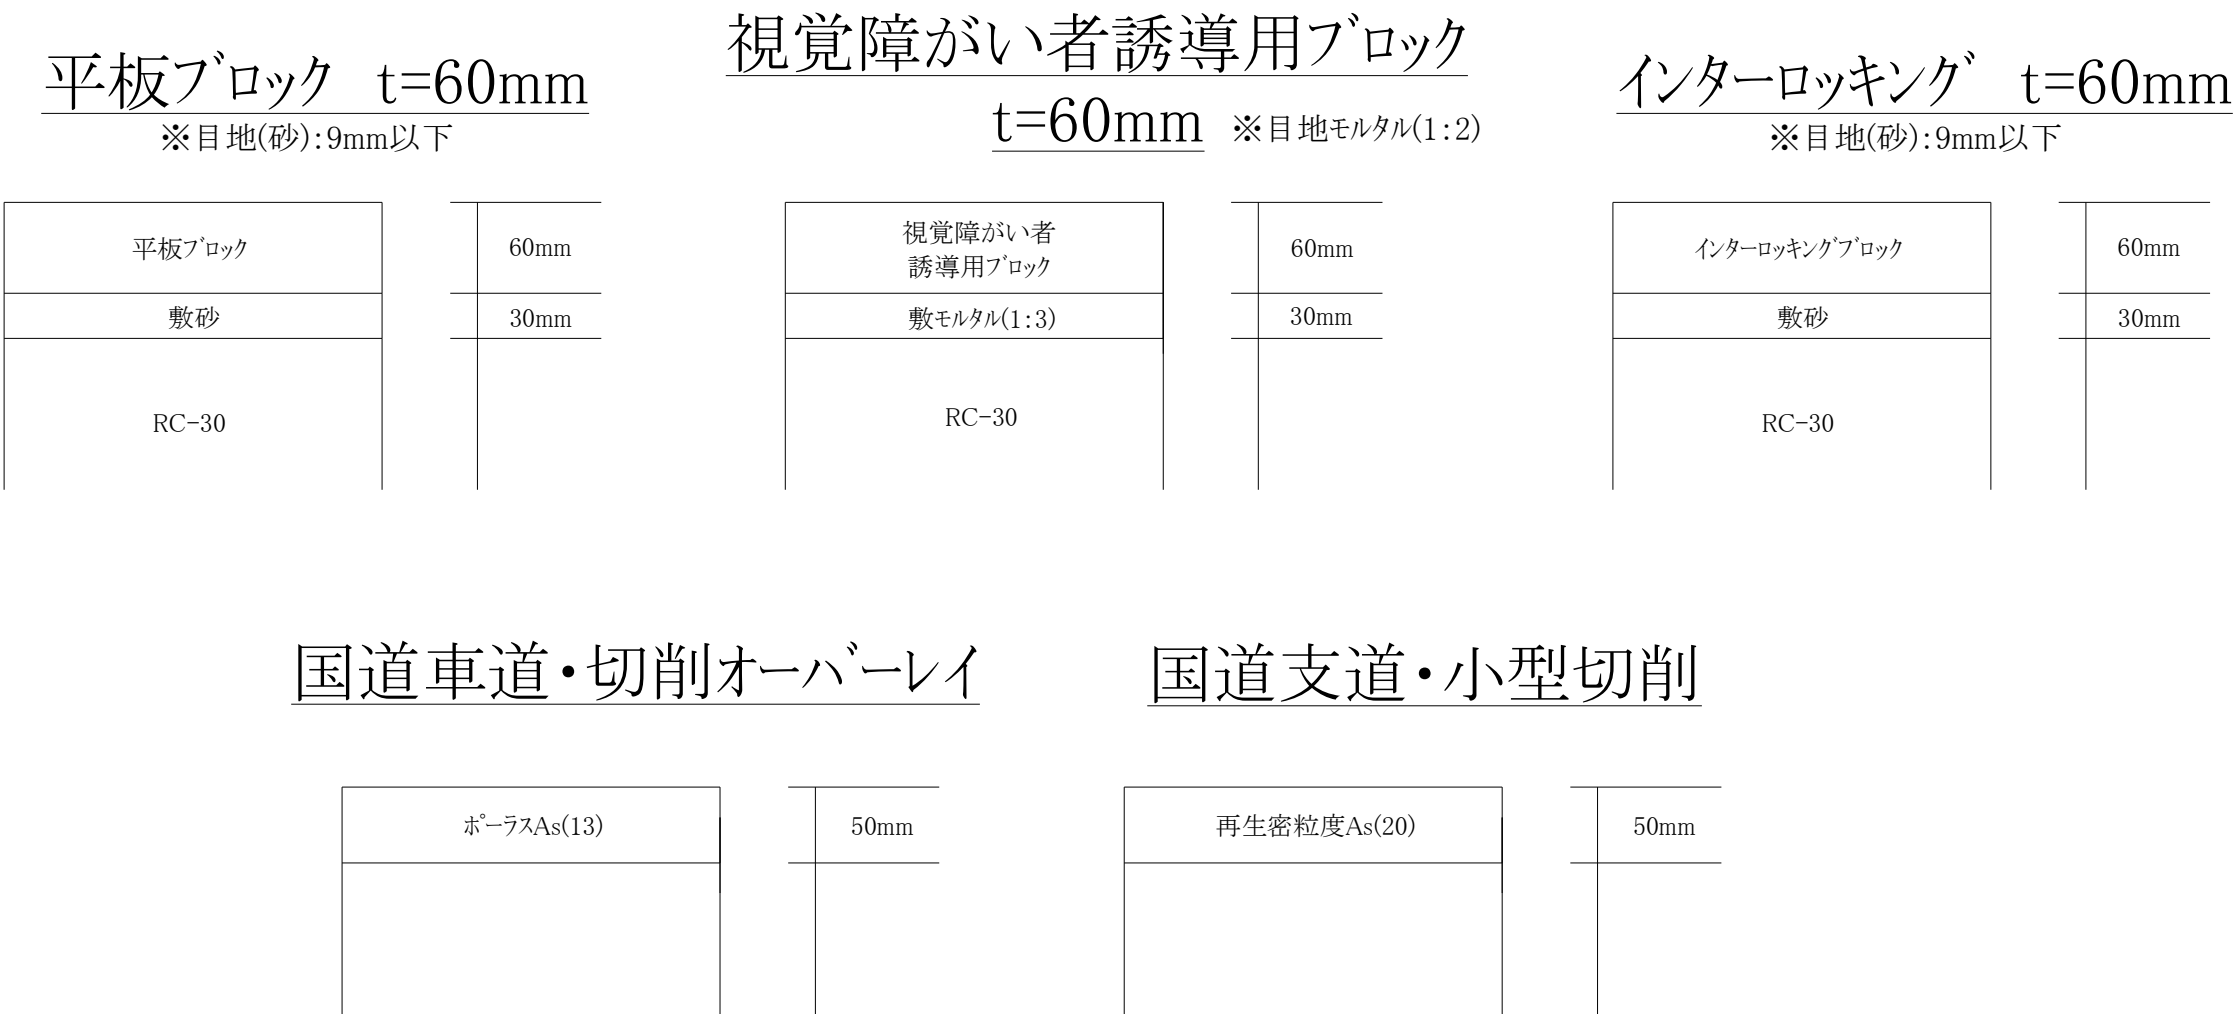 平板ブロック　t=60mm
※目地(砂):9mm以下
視覚障がい者誘導用ブロック
t=60mm ※目地モルタル(1:2)
インターロッキング　t=60mm
※目地(砂):9mm以下
平板ブロック
60mm
敷砂
30mm
RC-30
視覚障がい者
誘導用ブロック
60mm
敷モルタル(1:3)
30mm
RC-30
インターロッキングブロック
60mm
敷砂
30mm
RC-30
国道車道・切削オーバーレイ
ポーラスAs(13)
50mm
国道支道・小型切削
再生密粒度As(20)
50mm